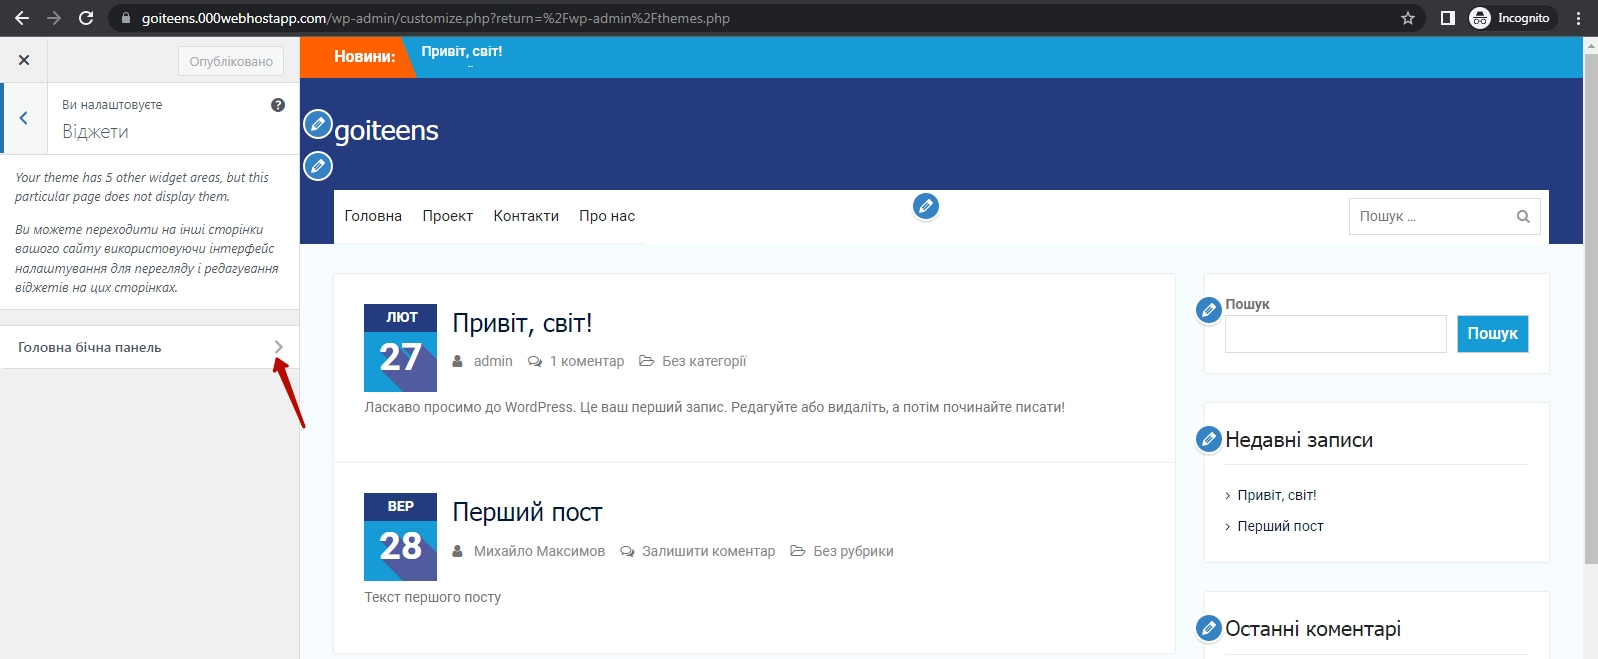 goiteens.000webhostapp.com/wp-admin/customize.php?return=%2Fwp-admin%2Fthemes.php
Incognito
Опубліковано
Ви налаштовуєте
Віджети
Your theme has 5 other widget areas, but this
particular page does not display them.
Ви можете переходити на інші сторінки
вашого сайту використовуючи інтерфейс
налаштування для перегляду і редагування
віджетів на цих сторінках.
Головна бічна панель
Новини:
Привіт, світ!
goiteens
Головна Проект Контакти Про нас
Пошук ...
ЛЮТ
27
Привіт, світ!
admin 1 коментар Без категорії
Ласкаво просимо до WordPress. Це ваш перший запис. Редагуйте або видаліть, а потім починайте писати!
ВЕР
28
Перший пост
Михайло Максимов Залишити коментар Без рубрики
Текст першого посту
Пошук
Пошук
Недавні записи
Привіт, світ!
Перший пост
Останні коментарі